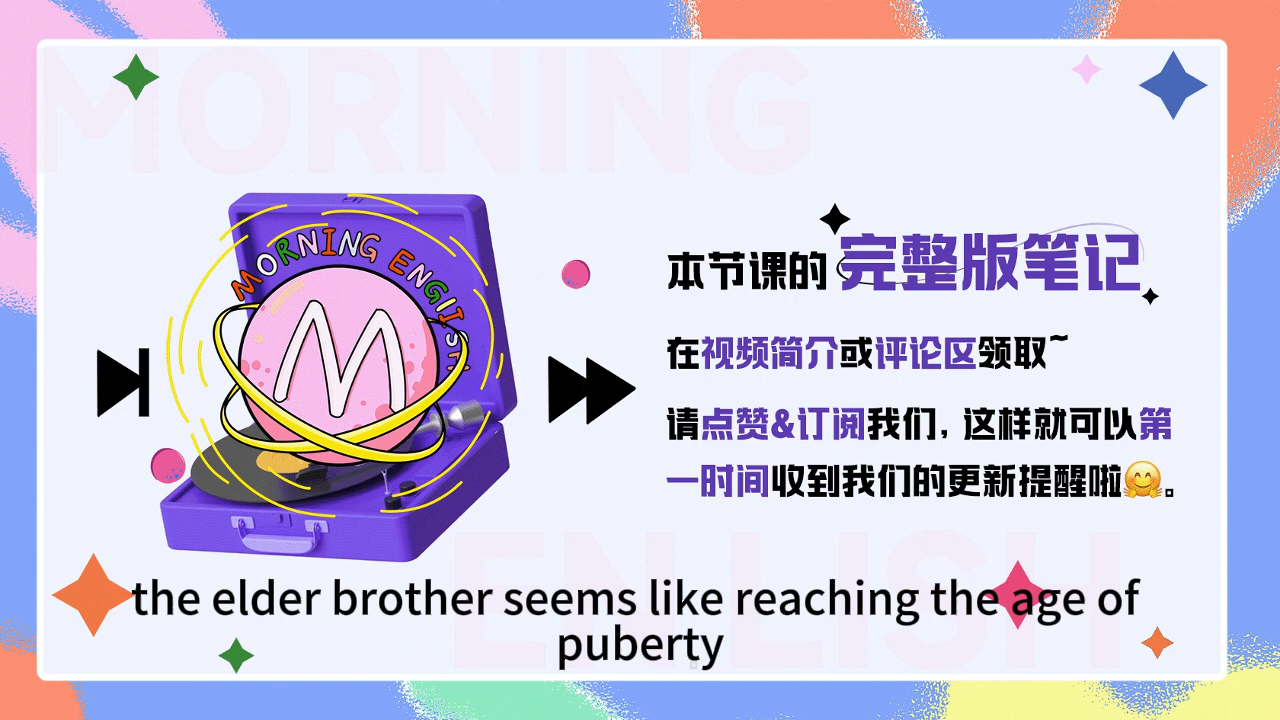 MORNING
MORNING ENGLISH
M
本节课的 完整版笔记
在视频简介或评论区领取~
请点赞&订阅我们，这样就可以第
一时间收到我们的更新提醒啦🤗。
EN LISH
the elder brother seems like reaching the age of
puberty